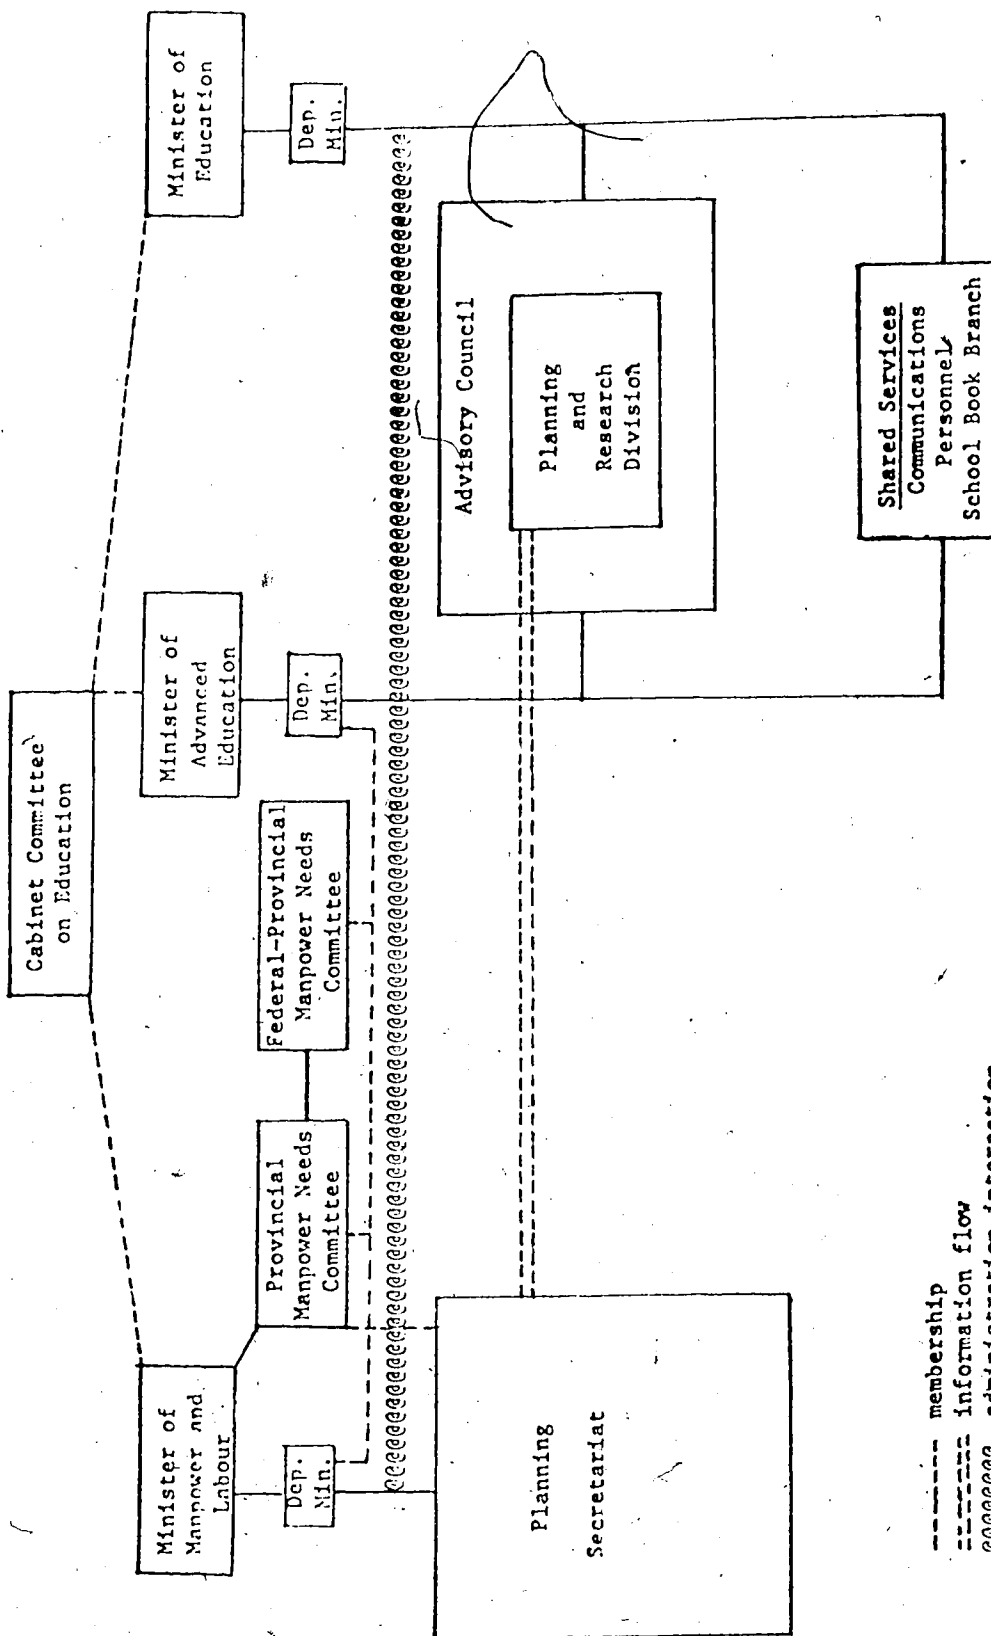 Cabinet Committee
on Education
Minister of
Manpower and
Labour
Minister of
Advanced
Education
Minister of
Education
Dep.
Min.
Provincial
Manpower Needs
Committee
Federal-Provincial
Manpower Needs
Committee
Dep.
Min.
Dep.
Min.
Planning
Secretariat
Advisory Council
Planning
and
Research
Division
Shared Services
Communications
Personnel
School Book Branch
membership
information flow
administration interaction